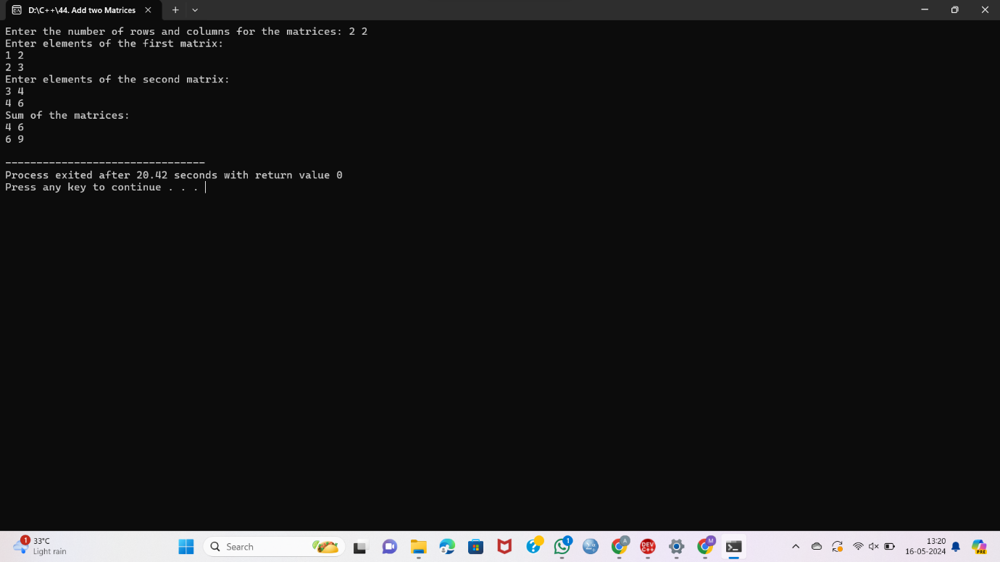 D:\C++\44. Add two Matrices
Enter the number of rows and columns for the matrices: 2 2
Enter elements of the first matrix:
1 2
2 3
Enter elements of the second matrix:
3 4
4 6
Sum of the matrices:
4 6
6 9
--------------------------------
Process exited after 20.42 seconds with return value 0
Press any key to continue . . .
1
33°C
Light rain
Search
1
A
DEV
C++
M
13:20
16-05-2024
PRE